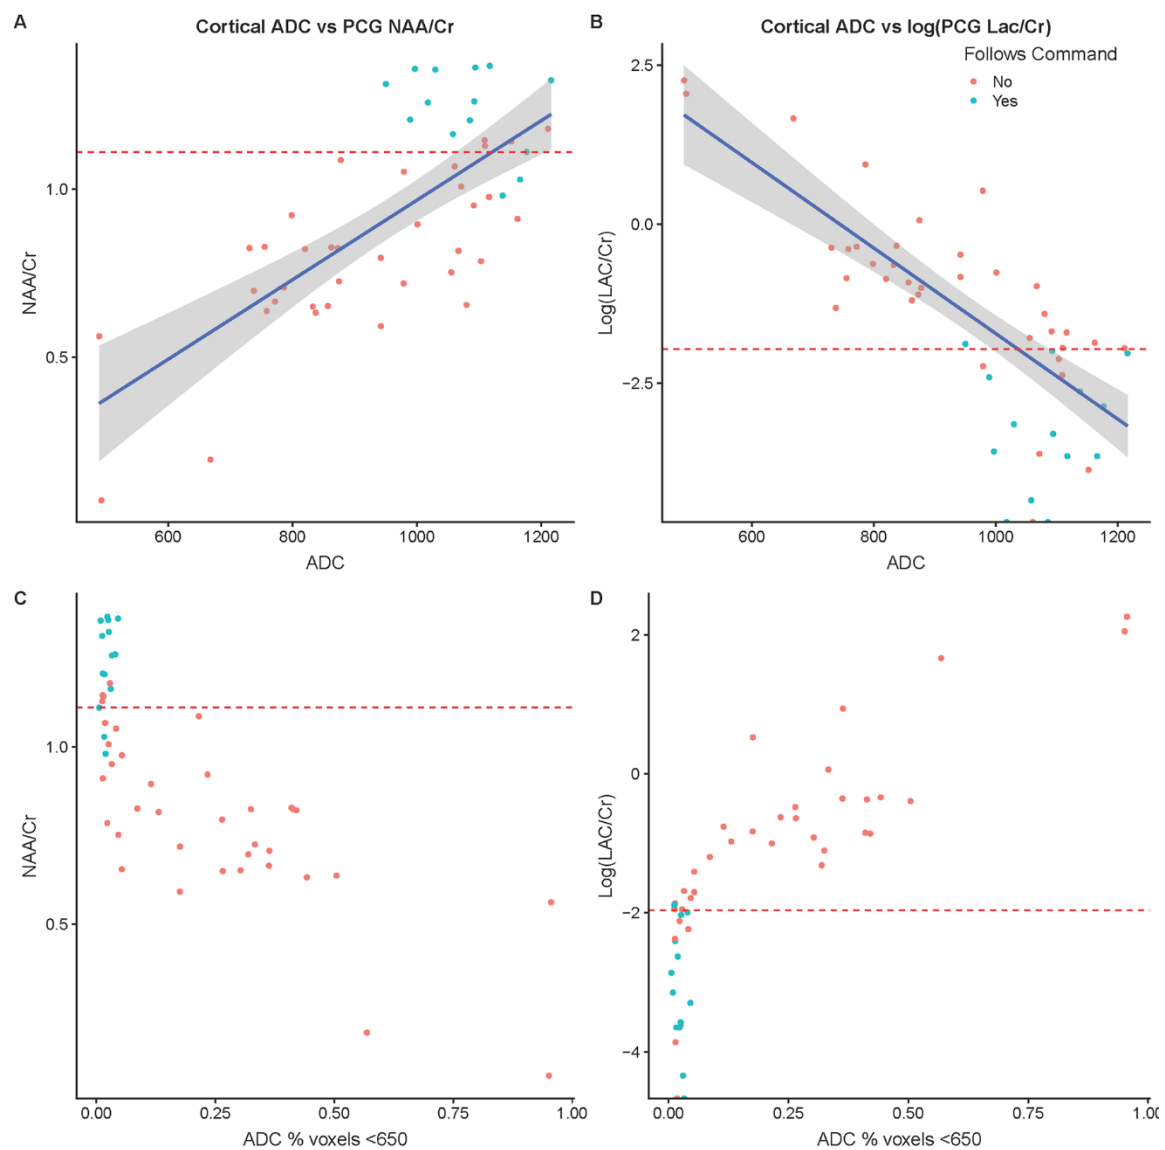 A
Cortical ADC vs PCG NAA/Cr
NAA/Cr
1.0
0.5
600
800
1000
1200
ADC
B
Cortical ADC vs log(PCG Lac/Cr)
Follows Command
No
Yes
Log(LAC/Cr)
2.5
0.0
−2.5
600
800
1000
1200
ADC
C
NAA/Cr
1.0
0.5
0.00
0.25
0.50
0.75
1.00
ADC % voxels <650
D
Log(LAC/Cr)
2
0
−2
−4
0.00
0.25
0.50
0.75
1.00
ADC % voxels <650